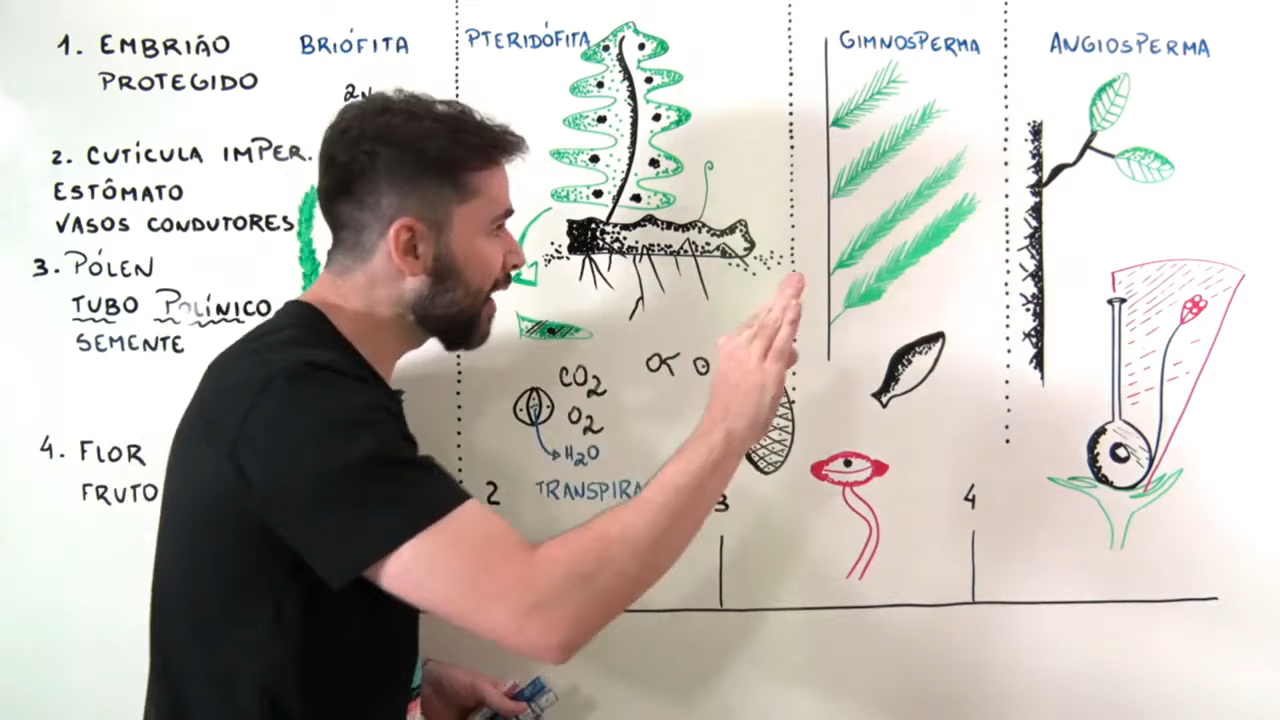 1. EMBRIÃO
PROTEGIDO
2. CUTÍCULA IMPER.
ESTÔMATO
VASOS CONDUTORES
3. PÓLEN
TUBO POLÍNICO
SEMENTE
4. FLOR
FRUTO
BRIÓFITA
2N
PTERIDÓFITA
CO2
O2
H2O
2
3
GIMNOSPERMA
4
ANGIOSPERMA